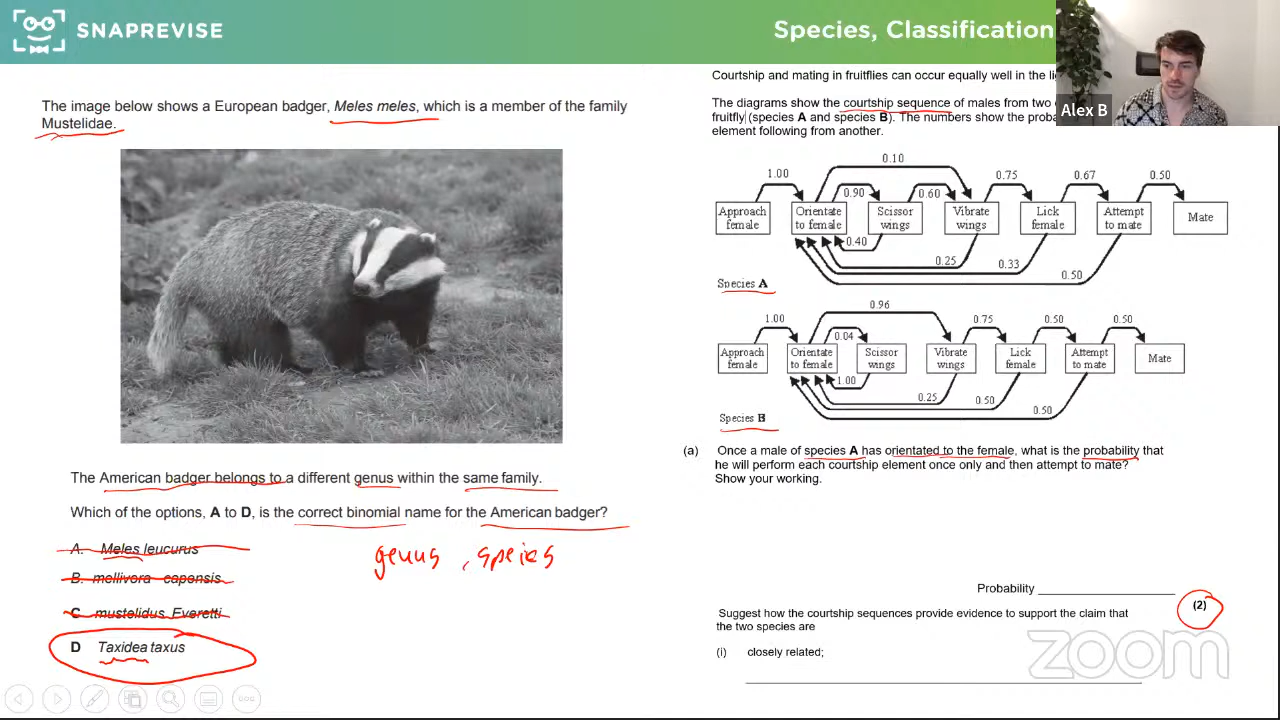 SNAPREVISE
Species, Classification
Alex B
The image below shows a European badger, Meles meles, which is a member of the family
Mustelidae.
The American badger belongs to a different genus within the same family.
Which of the options, A to D, is the correct binomial name for the American badger?
A. Meles leucurus
B. mellivora capensis
C mustelidus Everetti
D Taxidea taxus
genus , species
Courtship and mating in fruitflies can occur equally well in the
The diagrams show the courtship sequence of males from two
fruitfly (species A and species B). The numbers show the
element following from another.
0.10
1.00 0.90 0.60 0.75 0.67 0.50
Approach female
Orientate to female
Scissor wings
Vibrate wings
Lick female
Attempt to mate
Mate
0.40
0.25
0.33
0.50
Species A
0.96
1.00 0.04 0.75 0.50 0.50
Approach female
Orientate to female
Scissor wings
Vibrate wings
Lick female
Attempt to mate
Mate
1.00
0.25
0.50
0.50
Species B
(a) Once a male of species A has orientated to the female, what is the probability that
he will perform each courtship element once only and then attempt to mate?
Show your working.
Probability
(2)
Suggest how the courtship sequences provide evidence to support the claim that
the two species are
(i) closely related;
zoom